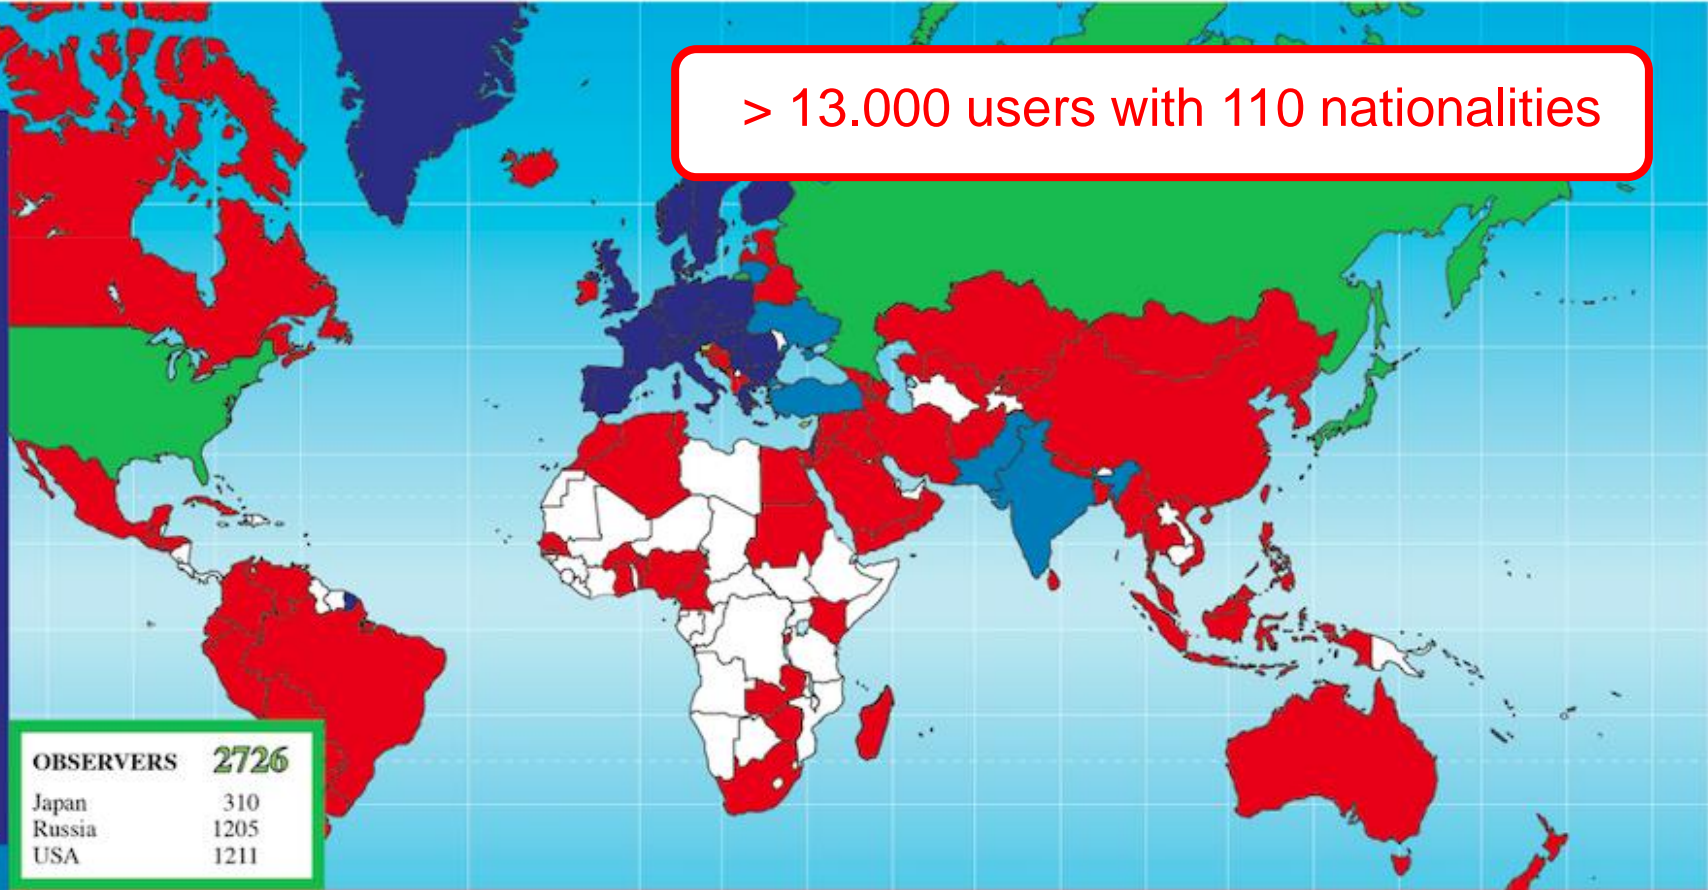 > 13.000 users with 110 nationalities
OBSERVERS 2726
Japan 310
Russia 1205
USA 1211